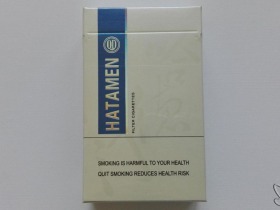 HATAMEN
FILTER CIGARETTES
SMOKING IS HARMFUL TO YOUR HEALTH
QUIT SMOKING REDUCES HEALTH RISK